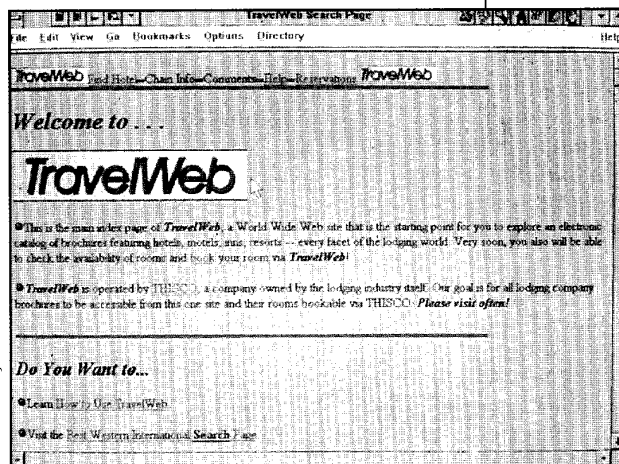 TravelWeb Search Page
File Edit View Go Bookmarks Options Directory Help
TravelWeb Find Hotel--Chain Info--Comments--Help--Reservations TravelWeb
Welcome to . . .
TravelWeb
This is the main index page of TravelWeb, a World Wide Web site that is the starting point for you to explore an electronic
catalog of brochures featuring hotels, motels, inns, resorts -- every facet of the lodging world. Very soon, you also will be able
to check the availability of rooms and book your room via TravelWeb!
TravelWeb is operated by THISCO, a company owned by the lodging industry itself. Our goal is for all lodging company
brochures to be accessable from this one site and their rooms bookable via THISCO. Please visit often!
Do You Want to...
Learn How to Use TravelWeb
Visit the Best Western International Search Page